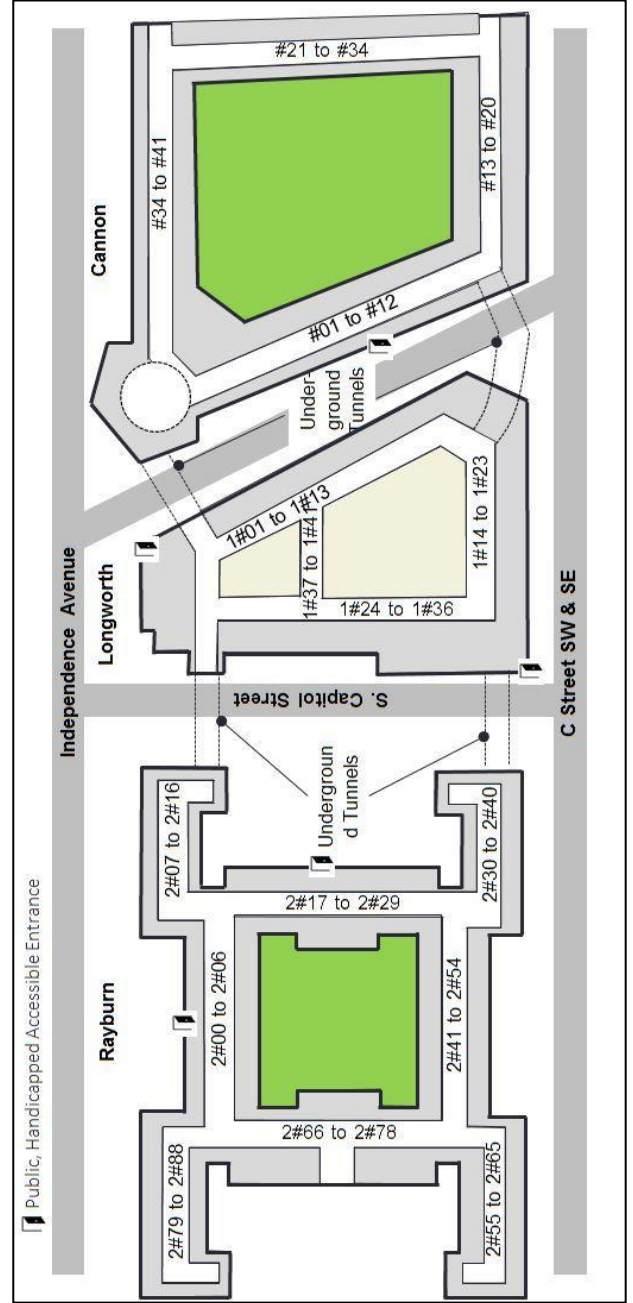 Public, Handicapped Accessible Entrance
Independence Avenue
Rayburn
Longworth
Cannon
2#79 to 2#88
2#00 to 2#06
2#07 to 2#16
2#66 to 2#78
2#17 to 2#29
2#55 to 2#65
2#41 to 2#54
2#30 to 2#40
Undergroun
d Tunnels
S. Capitol Street
1#01 to 1#13
1#37 to 1#41
1#24 to 1#36
1#14 to 1#23
Under-
ground
Tunnels
#34 to #41
#01 to #12
#21 to #34
#13 to #20
C Street SW & SE